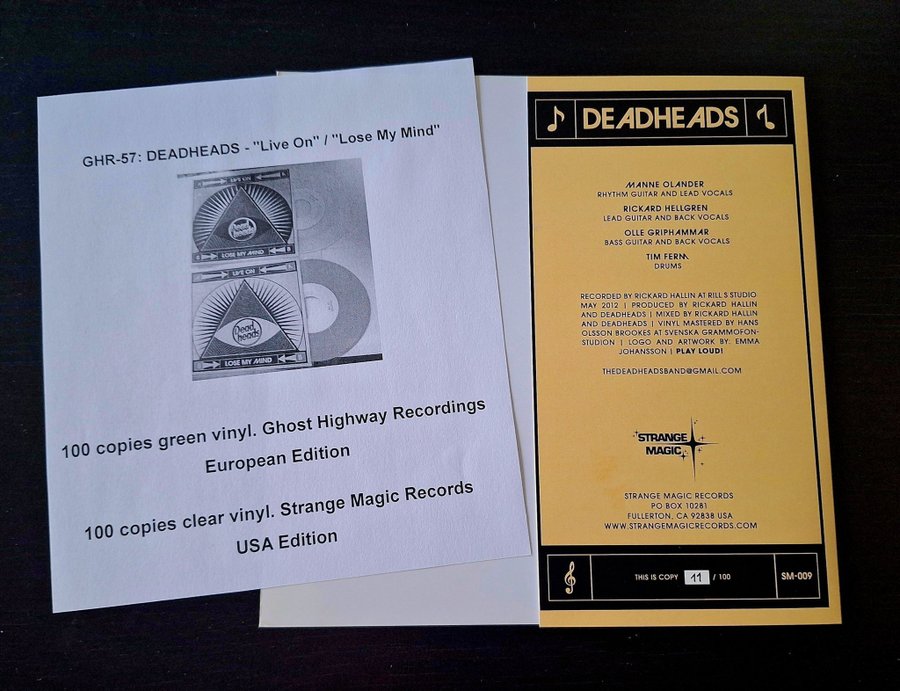 GHR-57: DEADHEADS - "Live On" / "Lose My Mind"
LIVE ON
Dead
heads
LOSE MY MIND
LIVE ON
Dead
heads
LOSE MY MIND
100 copies green vinyl. Ghost Highway Recordings
European Edition
100 copies clear vinyl. Strange Magic Records
USA Edition
DEADHEADS
MANNE OLANDER
RHYTHM GUITAR AND LEAD VOCALS
RICKARD HELLGREN
LEAD GUITAR AND BACK VOCALS
OLLE GRIPHAMMAR
BASS GUITAR AND BACK VOCALS
TIM FERM
DRUMS
RECORDED BY RICKARD HALLIN AT RILL'S STUDIO
MAY 2012 | PRODUCED BY RICKARD HALLIN
AND DEADHEADS | MIXED BY RICKARD HALLIN
AND DEADHEADS | VINYL MASTERED BY HANS
OLSSON BROOKES AT SVENSKA GRAMMOFON-
STUDION | LOGO AND ARTWORK BY: EMMA
JOHANSSON | PLAY LOUD!
THEDEADHEADSBAND@GMAIL.COM
STRANGE
MAGIC
STRANGE MAGIC RECORDS
PO BOX 10281
FULLERTON, CA 92838 USA
WWW.STRANGEMAGICRECORDS.COM
THIS IS COPY 11 / 100
SM-009